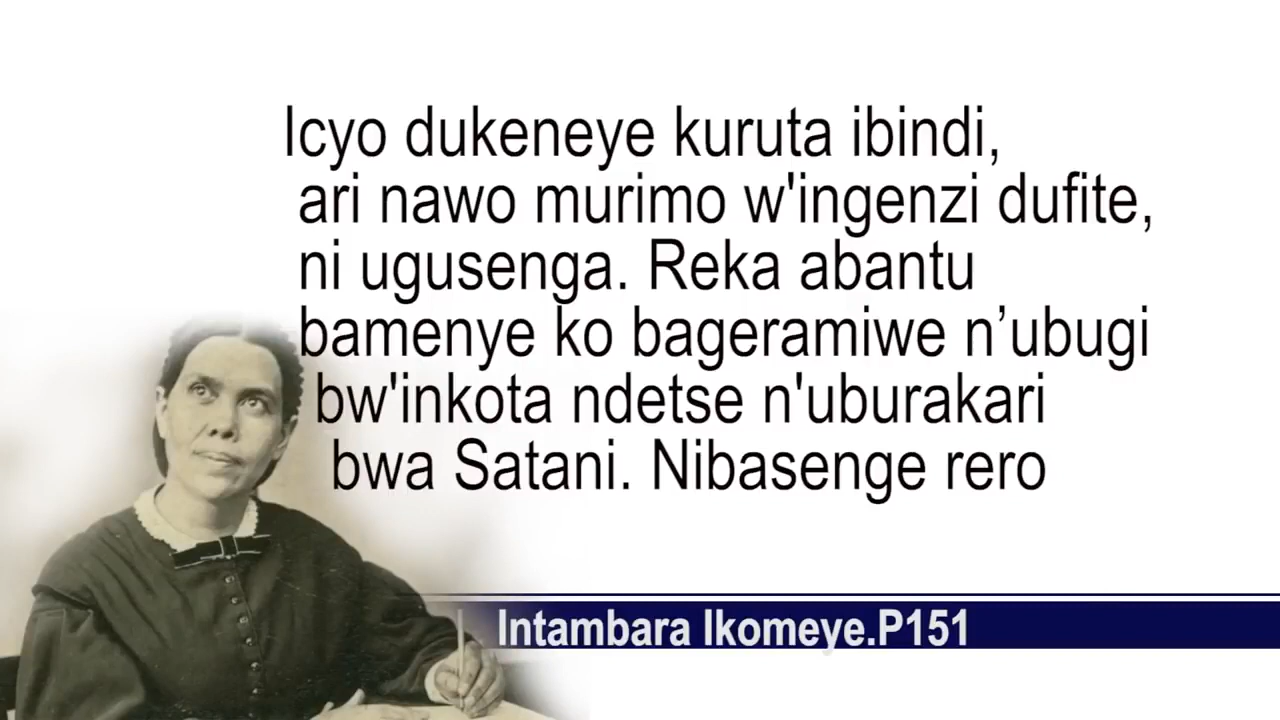 Icyo dukeneye kuruta ibindi,
ari nawo murimo w'ingenzi dufite,
ni ugusenga. Reka abantu
bamenye ko bageramiwe n’ubugi
bw'inkota ndetse n'uburakari
bwa Satani. Nibasenge rero
Intambara Ikomeye.P151